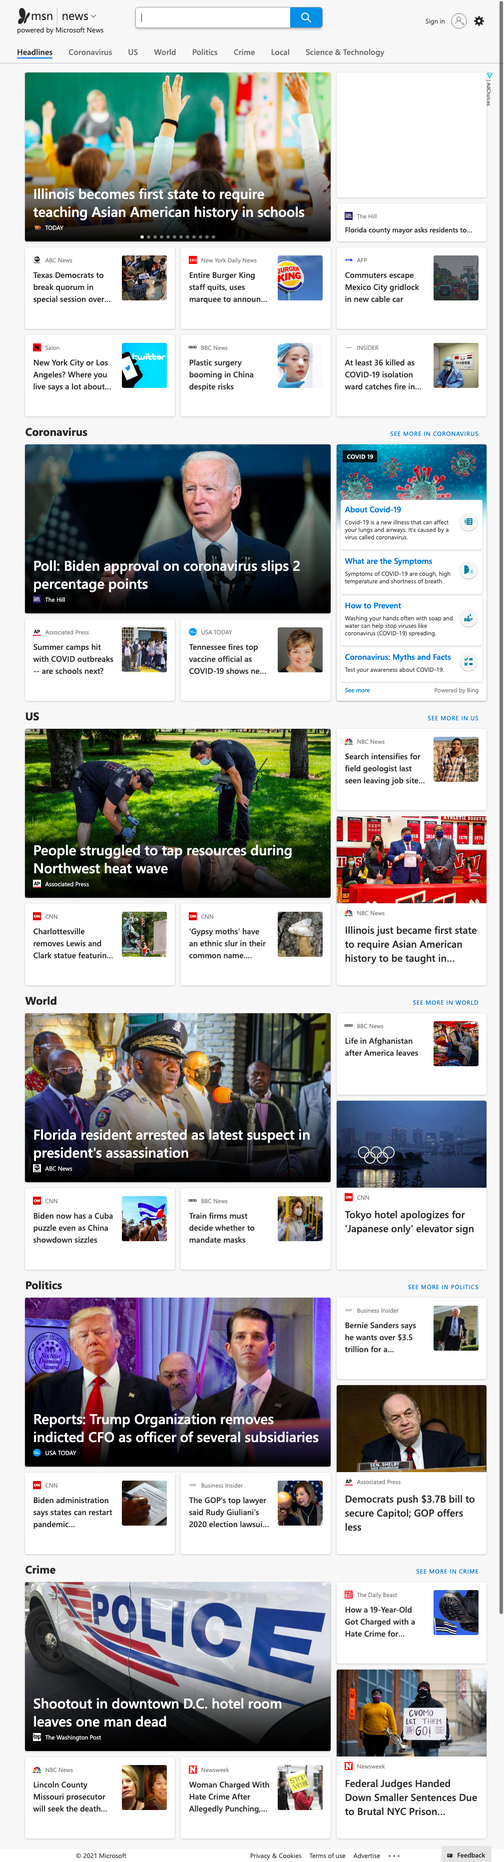 msn news
powered by Microsoft News
Sign in
Headlines Coronavirus US World Politics Crime Local Science & Technology
AdChoices
Illinois becomes first state to require
teaching Asian American history in schools
TODAY
The Hill
Florida county mayor asks residents to...
ABC News
Texas Democrats to
break quorum in
special session over...
New York Daily News
Entire Burger King
staff quits, uses
marquee to announ...
BURGER
KING
AFP
Commuters escape
Mexico City gridlock
in new cable car
Salon
New York City or Los
Angeles? Where you
live says a lot about...
twitter
BBC News
Plastic surgery
booming in China
despite risks
INSIDER
At least 36 killed as
COVID-19 isolation
ward catches fire in...
Coronavirus
SEE MORE IN CORONAVIRUS
Poll: Biden approval on coronavirus slips 2
percentage points
The Hill
COVID 19
About Covid-19
Covid-19 is a new illness that can affect
your lungs and airways. It's caused by a
virus called coronavirus.
What are the Symptoms
Symptoms of COVID-19 are cough, high
temperature and shortness of breath.
How to Prevent
Washing your hands often with soap and
water can help stop viruses like
coronavirus (COVID-19) spreading.
Coronavirus: Myths and Facts
Test your awareness about COVID-19.
See more
Powered by Bing
Associated Press
Summer camps hit
with COVID outbreaks
-- are schools next?
USA TODAY
Tennessee fires top
vaccine official as
COVID-19 shows ne...
US
SEE MORE IN US
People struggled to tap resources during
Northwest heat wave
Associated Press
NBC News
Search intensifies for
field geologist last
seen leaving job site...
NBC News
Illinois just became first state
to require Asian American
history to be taught in...
CNN
Charlottesville
removes Lewis and
Clark statue featurin...
CNN
'Gypsy moths' have
an ethnic slur in their
common name....
World
SEE MORE IN WORLD
Florida resident arrested as latest suspect in
president's assassination
ABC News
BBC News
Life in Afghanistan
after America leaves
CNN
Tokyo hotel apologizes for
'Japanese only' elevator sign
CNN
Biden now has a Cuba
puzzle even as China
showdown sizzles
BBC News
Train firms must
decide whether to
mandate masks
Politics
SEE MORE IN POLITICS
Reports: Trump Organization removes
indicted CFO as officer of several subsidiaries
USA TODAY
Business Insider
Bernie Sanders says
he wants over $3.5
trillion for a...
SEN. SHELBY
Associated Press
Democrats push $3.7B bill to
secure Capitol; GOP offers
less
CNN
Biden administration
says states can restart
pandemic...
Business Insider
The GOP's top lawyer
said Rudy Giuliani's
2020 election lawsui...
Crime
SEE MORE IN CRIME
POLICE
Shootout in downtown D.C. hotel room
leaves one man dead
The Washington Post
The Daily Beast
How a 19-Year-Old
Got Charged with a
Hate Crime for...
CUOMO
LET THEM
GO!
Newsweek
Federal Judges Handed
Down Smaller Sentences Due
to Brutal NYC Prison...
NBC News
Lincoln County
Missouri prosecutor
will seek the death...
Newsweek
Woman Charged With
Hate Crime After
Allegedly Punching,...
© 2021 Microsoft
Privacy & Cookies Terms of use Advertise
Feedback